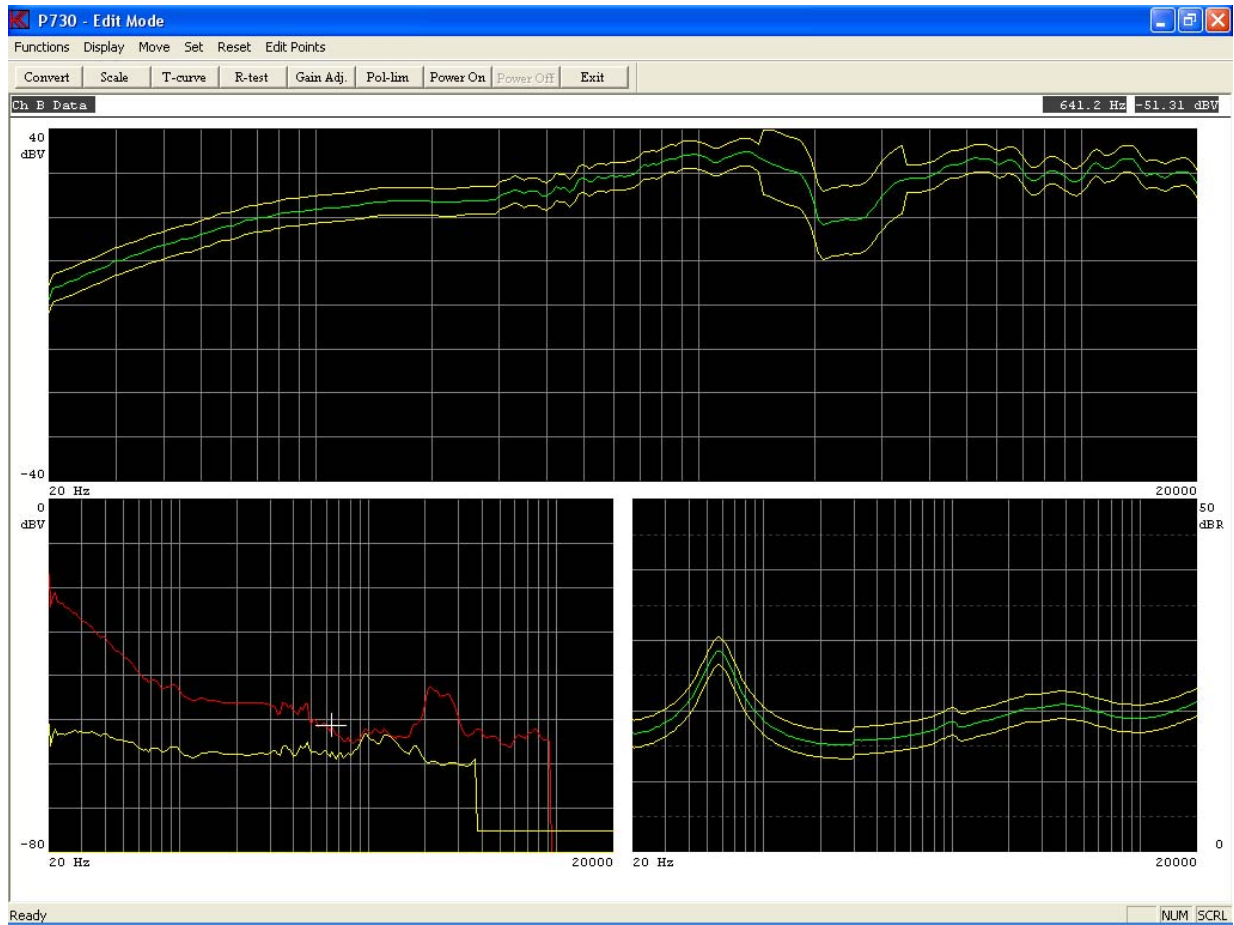 P730 - Edit Mode
Functions Display Move Set Reset Edit Points
Convert Scale T-curve R-test Gain Adj. Pol-lim Power On Power Off Exit
Ch B Data 641.2 Hz -51.31 dBV
40
dBV
-40
20 Hz 20000
0 50
dBV dBR
-80 0
20 Hz 20000 20 Hz 20000
Ready NUM SCRL